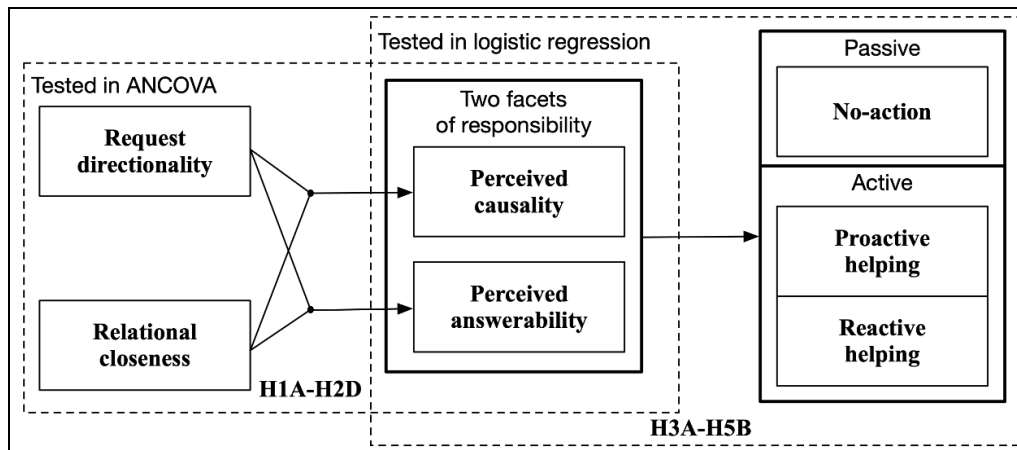 Tested in logistic regression
Tested in ANCOVA
Request
directionality
Relational
closeness
H1A-H2D
Two facets
of responsibility
Perceived
causality
Perceived
answerability
Passive
No-action
Active
Proactive
helping
Reactive
helping
H3A-H5B